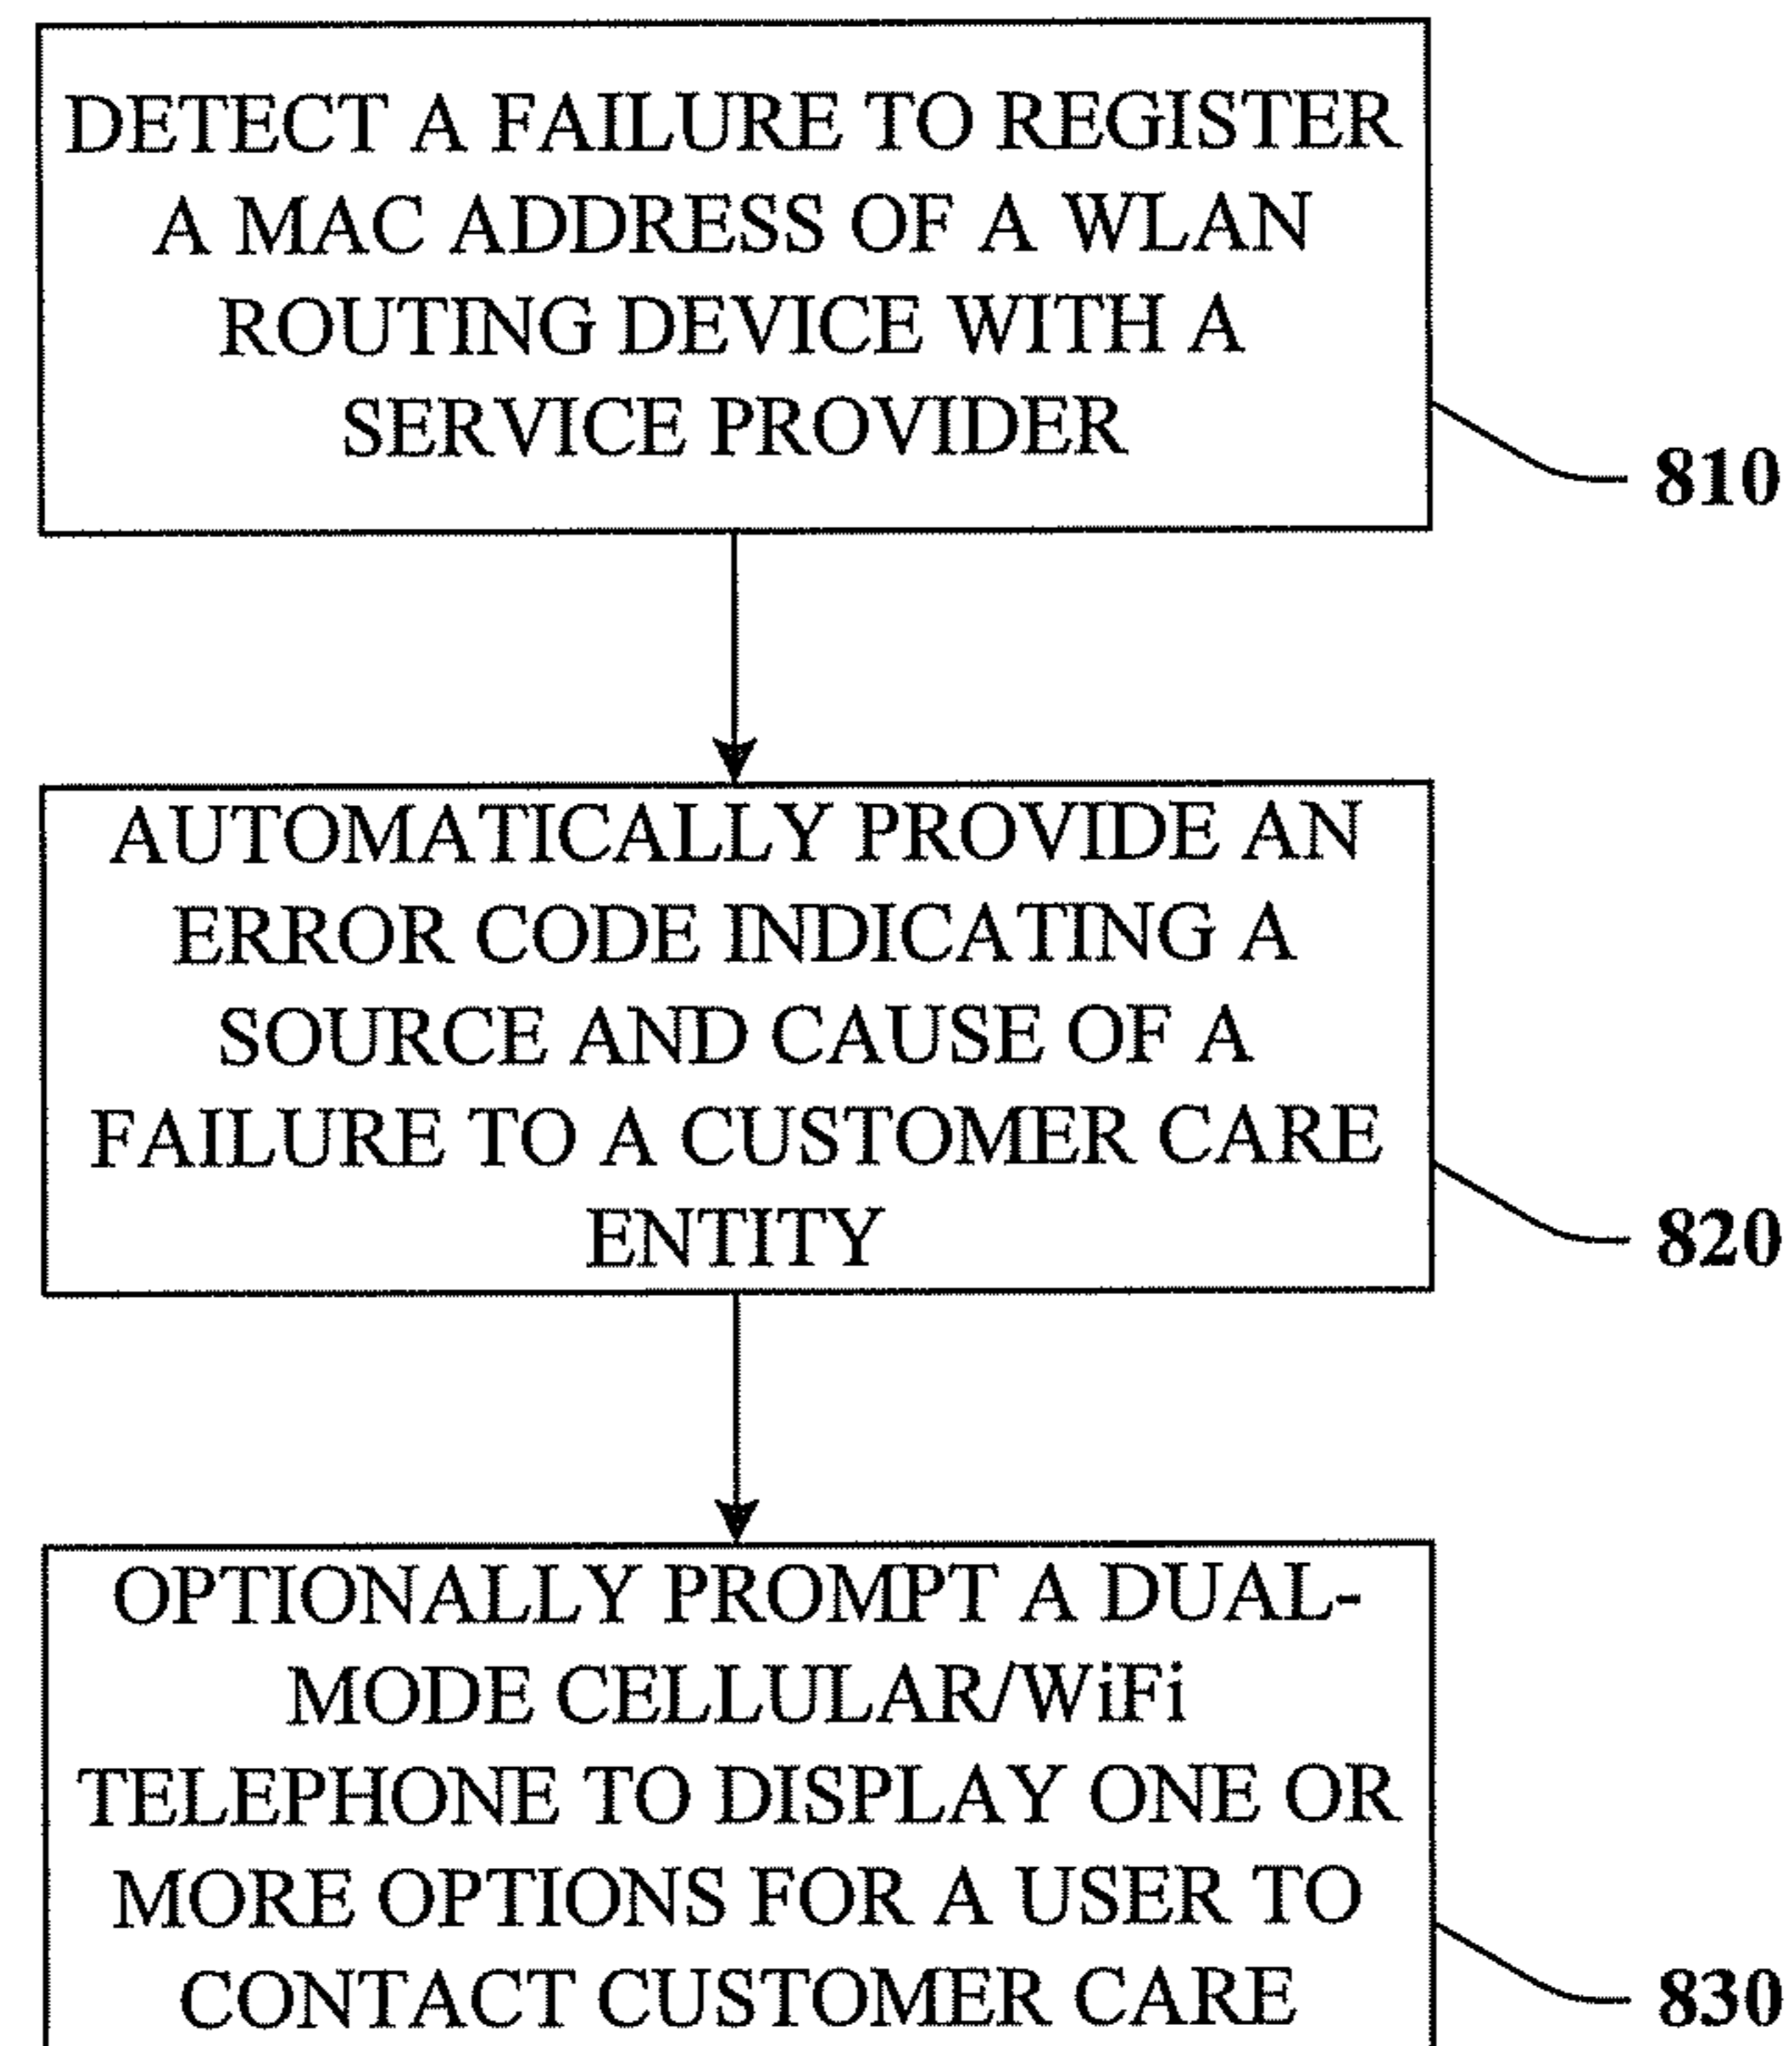 DETECT A FAILURE TO REGISTER
A MAC ADDRESS OF A WLAN
ROUTING DEVICE WITH A
SERVICE PROVIDER
810
AUTOMATICALLY PROVIDE AN
ERROR CODE INDICATING A
SOURCE AND CAUSE OF A
FAILURE TO A CUSTOMER CARE
ENTITY
820
OPTIONALLY PROMPT A DUAL-
MODE CELLULAR/WiFi
TELEPHONE TO DISPLAY ONE OR
MORE OPTIONS FOR A USER TO
CONTACT CUSTOMER CARE
830